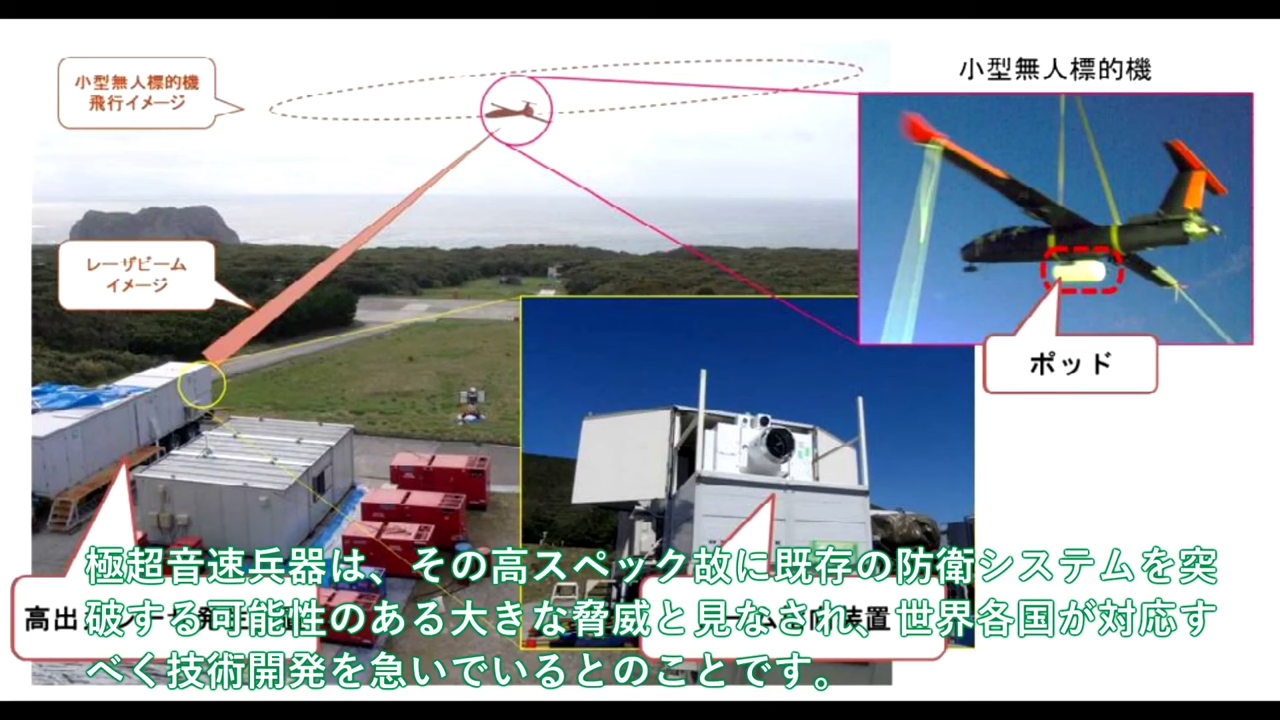 小型無人標的機
小型無人標的機
飛行イメージ
レーザビーム
イメージ
ポッド
高出
装置
極超音速兵器は、その高スペック故に既存の防衛システムを突
破する可能性のある大きな脅威と見なされ、世界各国が対応す
べく技術開発を急いでいるとのことです。